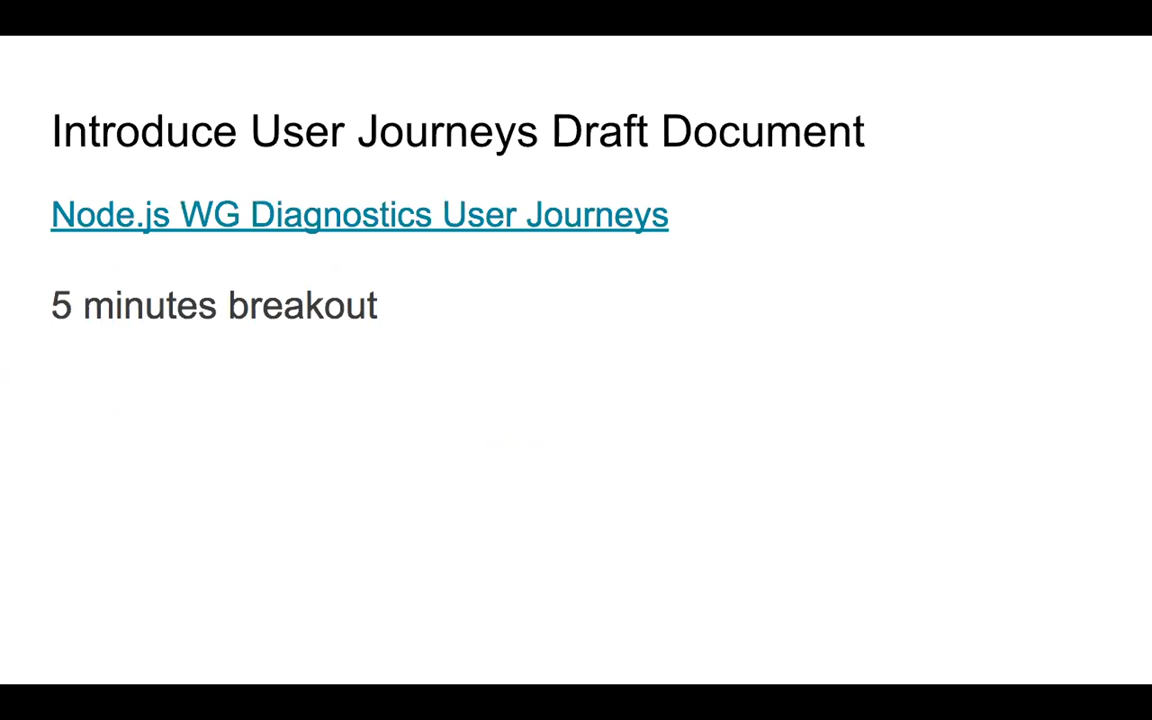 Introduce User Journeys Draft Document
Node.js WG Diagnostics User Journeys
5 minutes breakout